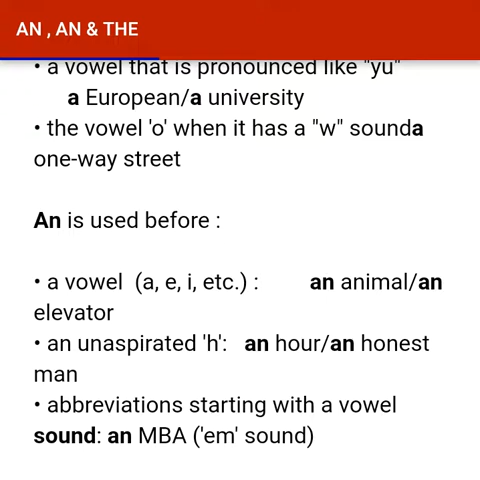 AN , AN & THE
• a vowel that is pronounced like "yu"
a European/a university
• the vowel 'o' when it has a "w" sounda
one-way street
An is used before :
• a vowel (a, e, i, etc.) : an animal/an
elevator
• an unaspirated 'h': an hour/an honest
man
• abbreviations starting with a vowel
sound: an MBA ('em' sound)